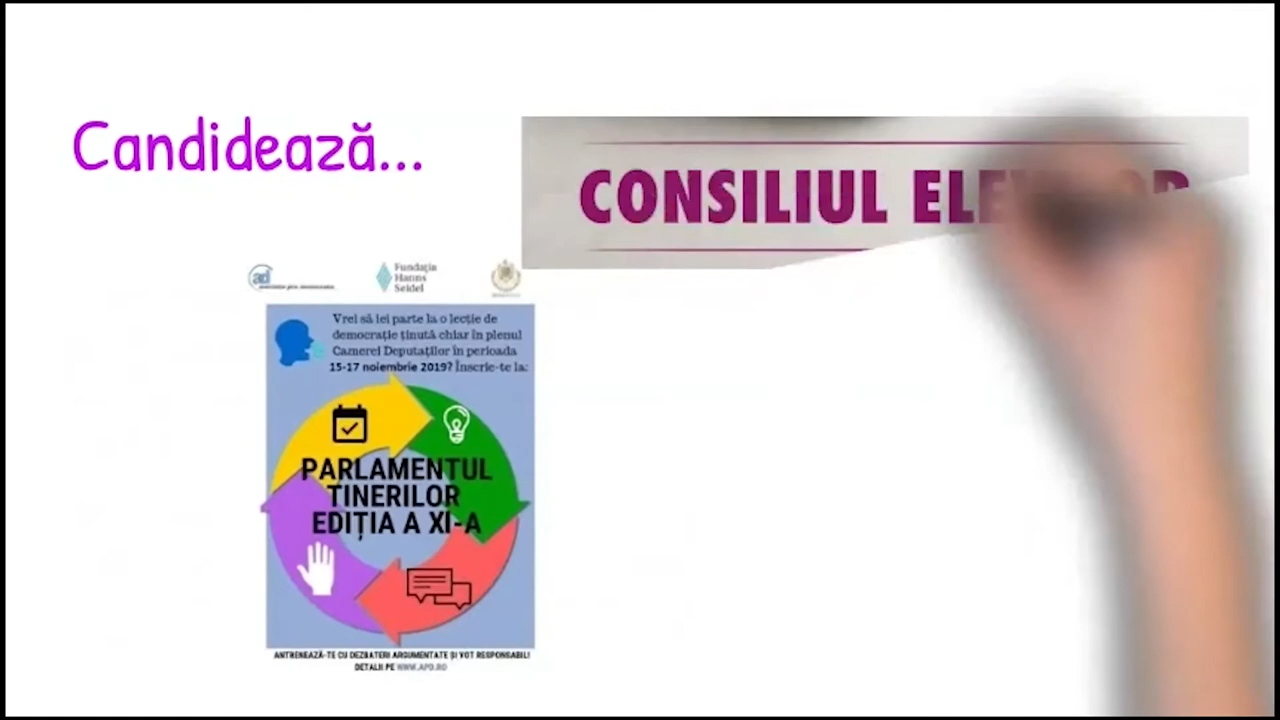 Candidează...
CONSILIUL
Fundația
Hanns
Seidel
Vrei să iei parte la o lecție de
democrație ținută chiar în plenul
Camerei Deputaților în perioada
15-17 noiembrie 2019? Înscrie-te la:
PARLAMENTUL
TINERILOR
EDIȚIA A XI-A
ANTRENEAZĂ-TE CU DEZBATERI ARGUMENTATE ȘI VOT RESPONSABIL!
DETALII PE WWW.APD.RO